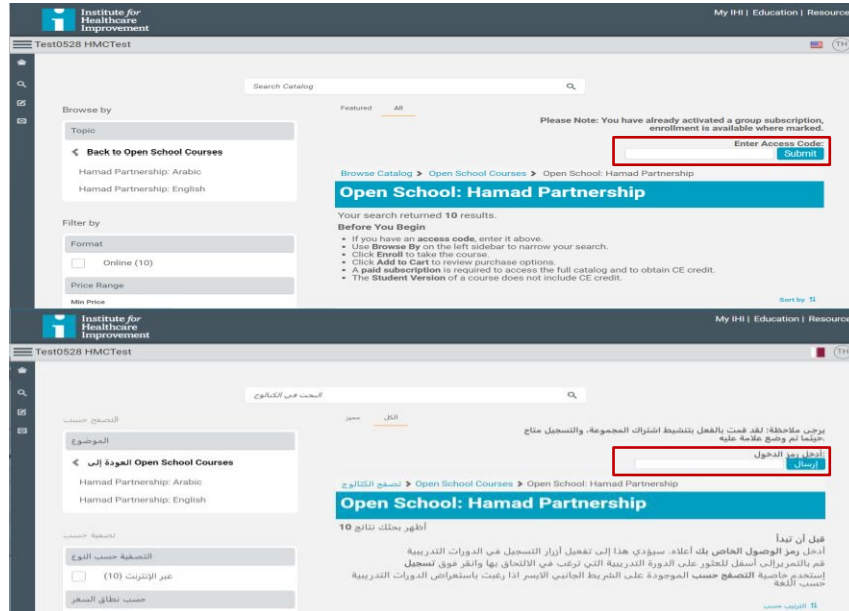 Institute for
Healthcare
Improvement
My IHI | Education | Resource
Test0528 HMCTest
TH
Search Catalog
Browse by
Topic
Back to Open School Courses
Hamad Partnership: Arabic
Hamad Partnership: English
Filter by
Format
Online (10)
Price Range
Min Price
Featured All
Please Note: You have already activated a group subscription,
enrollment is available where marked.
Enter Access Code:
Submit
Browse Catalog > Open School Courses > Open School: Hamad Partnership
Open School: Hamad Partnership
Your search returned 10 results.
Before You Begin
• If you have an access code, enter it above.
• Use Browse By on the left sidebar to narrow your search.
• Click Enroll to take the course.
• Click Add to Cart to review purchase options.
• A paid subscription is required to access the full catalog and to obtain CE credit.
• The Student Version of a course does not include CE credit.
Sort by
Institute for
Healthcare
Improvement
My IHI | Education | Resource
Test0528 HMCTest
TH
البحث في الكتالوج
التصفح حسب
الموضوع
العودة إلى Open School Courses
Hamad Partnership: Arabic
Hamad Partnership: English
تصفية حسب
التصفية حسب النوع
عبر الإنترنت (10)
حسب نطاق السعر
الكل مميز
يرجى ملاحظة: لقد قمت بالفعل بتنشيط اشتراك المجموعة، والتسجيل متاح
حيثما تم وضع علامة عليه.
أدخل رمز الدخول:
إرسال
تصفح الكتالوج > Open School Courses > Open School: Hamad Partnership
Open School: Hamad Partnership
أظهر بحثك نتائج 10
قبل أن تبدأ
أدخل رمز الوصول الخاص بك أعلاه. سيؤدي هذا إلى تفعيل أزرار التسجيل في الدورات التدريبية
قم بالتمرير إلى أسفل للعثور على الدورة التدريبية التي ترغب في الالتحاق بها وانقر فوق تسجيل
إستخدم خاصية التصفح حسب الموجودة على الشريط الجانبي الايسر اذا رغبت باستعراض الدورات التدريبية
حسب اللغة
الترتيب حسب